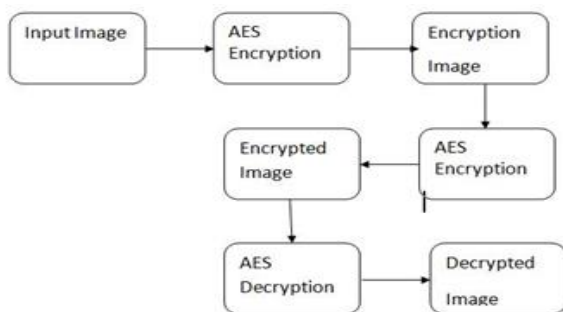 Input Image
AES
Encryption
Encryption
Image
AES
Encryption
Encrypted
Image
AES
Decryption
Decrypted
Image